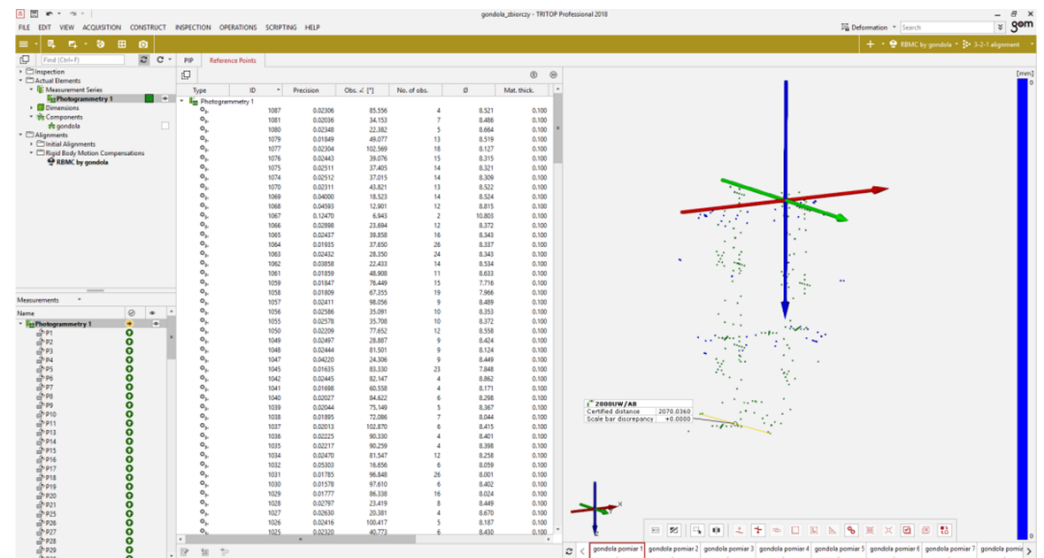 gondola_zbiorczy - TRITOP Professional 2018
FILE EDIT VIEW ACQUISITION CONSTRUCT INSPECTION OPERATIONS SCRIPTING HELP
Deformation Search
gom
RBMC by gondola 3-2-1 alignment
Find (Ctrl+F)
PIP Reference Points
Inspection
Actual Elements
Measurement Series
Photogrammetry 1
Dimensions
Components
gondola
Alignments
Initial Alignments
Rigid Body Motion Compensations
RBMC by gondola
Measurements
Name
Photogrammetry 1
P1
P2
P3
P4
P5
P6
P7
P8
P9
P10
P11
P13
P14
P15
P16
P17
P18
P19
P20
P21
P25
P26
P27
P28
P29
Type ID Precision Obs. ∡ [°] No. of obs. Ø Mat. thick.
Photogrammetry 1
1087 0.02306 85.556 4 8.521 0.100
1081 0.02036 34.153 7 8.486 0.100
1080 0.02348 22.382 5 8.664 0.100
1079 0.01849 49.077 13 8.519 0.100
1077 0.02304 102.569 18 8.127 0.100
1076 0.02443 39.076 15 8.315 0.100
1075 0.02511 37.405 14 8.321 0.100
1074 0.02512 37.015 14 8.309 0.100
1070 0.02311 43.821 13 8.522 0.100
1069 0.04000 18.523 14 8.524 0.100
1068 0.04593 12.901 12 8.815 0.100
1067 0.12470 6.943 2 10.803 0.100
1066 0.02898 23.694 12 8.372 0.100
1065 0.02437 39.858 16 8.343 0.100
1064 0.01935 37.650 26 8.337 0.100
1063 0.02432 28.350 24 8.343 0.100
1062 0.03858 22.433 14 8.534 0.100
1061 0.01859 48.908 11 8.633 0.100
1059 0.01847 76.449 15 7.716 0.100
1058 0.01809 67.355 19 7.966 0.100
1057 0.02411 98.056 9 8.489 0.100
1056 0.02586 35.091 10 8.353 0.100
1055 0.02578 35.708 10 8.372 0.100
1050 0.02209 77.652 12 8.558 0.100
1049 0.02497 28.887 9 8.424 0.100
1048 0.02444 81.501 9 8.124 0.100
1047 0.04220 24.306 9 8.449 0.100
1045 0.01635 83.330 23 7.848 0.100
1042 0.02445 82.147 4 8.862 0.100
1041 0.01698 60.558 4 8.171 0.100
1040 0.02027 84.622 6 8.298 0.100
1039 0.02044 75.149 5 8.367 0.100
1038 0.01895 72.086 7 8.044 0.100
1037 0.02013 102.870 6 8.415 0.100
1036 0.02225 90.330 4 8.401 0.100
1035 0.02217 90.259 4 8.398 0.100
1034 0.02470 81.547 12 8.258 0.100
1032 0.05303 16.656 6 8.059 0.100
1031 0.01785 96.848 26 8.001 0.100
1030 0.01578 97.610 6 8.402 0.100
1029 0.01777 86.338 16 8.024 0.100
1028 0.02797 23.419 8 8.449 0.100
1027 0.02630 20.381 4 8.670 0.100
1026 0.02416 100.417 5 8.187 0.100
1025 0.02320 40.773 6 8.430 0.100
[mm]
0
2000UW/AB
Certified distance 2070.0360
Scale bar discrepancy +0.0000
X
Y
Z
0
gondola pomiar 1 gondola pomiar 2 gondola pomiar 3 gondola pomiar 4 gondola pomiar 5 gondola pomiar 6 gondola pomiar 7 gondola pomiar